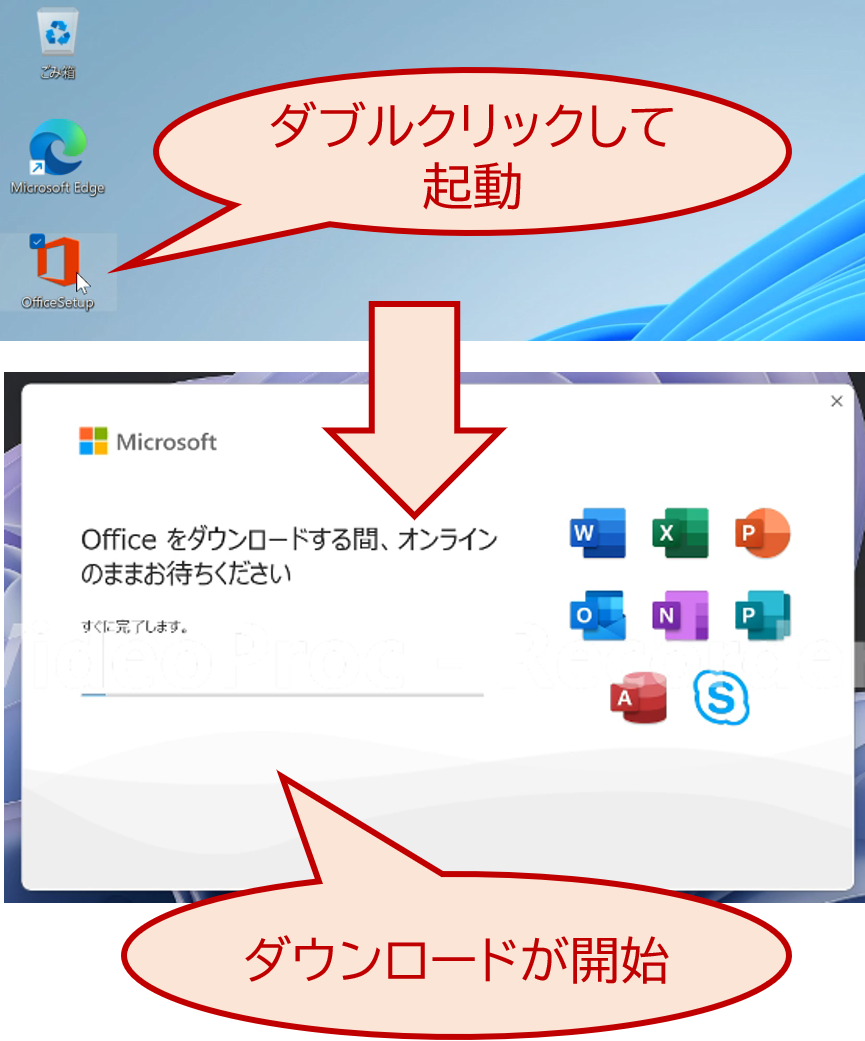 ごみ箱
ダブルクリックして
起動
Microsoft Edge
OfficeSetup
Microsoft
Office をダウンロードする間、オンライン
のままお待ちください
すぐに完了します。
W
X
P
O
N
P
Video Proc
Recorder
A
S
ダウンロードが開始